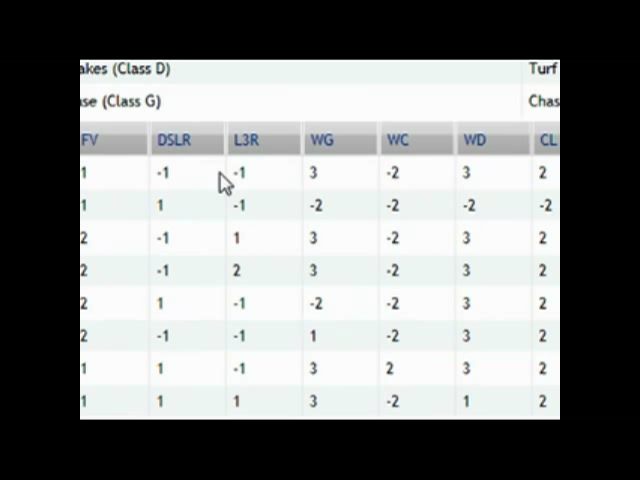 akes (Class D) Turf
ase (Class G) Chas
FV DSLR L3R WG WC WD CL
1 -1 -1 3 -2 3 2
1 1 -1 -2 -2 -2 -2
2 -1 1 3 -2 3 2
2 -1 2 3 -2 3 2
2 1 -1 -2 -2 3 2
2 -1 -1 1 -2 3 2
1 1 -1 3 2 3 2
1 1 1 3 -2 1 2